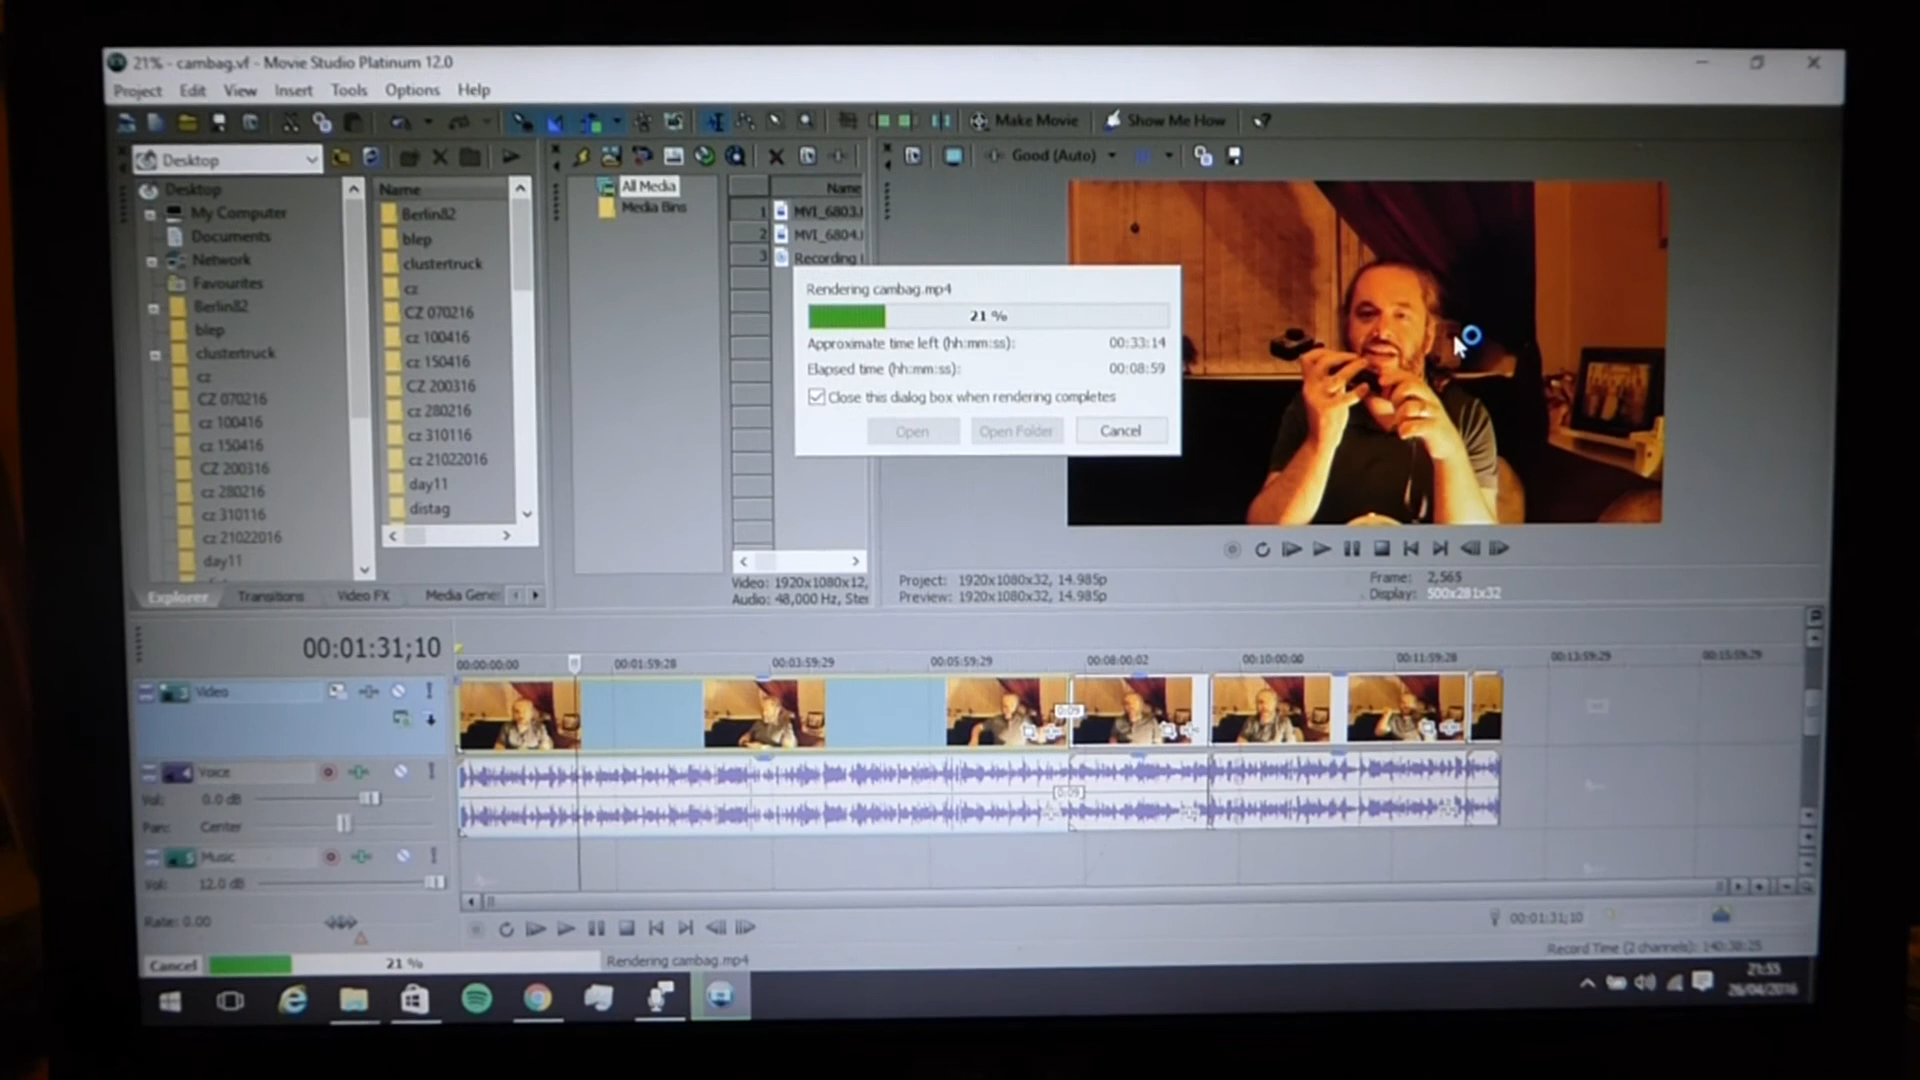 21% - cambag.vf - Movie Studio Platinum 12.0
Project Edit View Insert Tools Options Help
Make Movie Show Me How
Desktop
Good (Auto)
Desktop
My Computer
Documents
Network
Favourites
Berlin82
blep
clustertruck
cz
CZ 070216
cz 100416
cz 150416
CZ 200316
cz 280216
cz 310116
cz 21022016
day11
Name
Berlin82
blep
clustertruck
cz
CZ 070216
cz 100416
cz 150416
CZ 200316
cz 280216
cz 310116
cz 21022016
day11
distag
All Media
Media Bins
Name
1 MVI_6803.
2 MVI_6804.
3 Recording
Rendering cambag.mp4
21 %
Approximate time left (hh:mm:ss): 00:33:14
Elapsed time (hh:mm:ss): 00:08:59
Close this dialog box when rendering completes
Open Open Folder Cancel
Explorer Transitions Video FX Media Gene
Video: 1920x1080x12,
Audio: 48,000 Hz, Ster
Project: 1920x1080x32, 14.985p
Preview: 1920x1080x32, 14.985p
Frame: 2,565
Display: 500x281x32
00:01:31;10
00:00:00:00 00:01:59:28 00:03:59:29 00:05:59:29 00:08:00:02 00:10:00:00 00:11:59:28 00:13:59:29 00:15:59:29
Video
0:09
Voice
Vol: 0.0 dB
0:09
Pan: Center
Music
Vol: 12.0 dB
Rate: 0.00
00:01:31;10
Record Time (2 channels): 140:38:25
Cancel 21 % Rendering cambag.mp4
21:55
26/04/2016